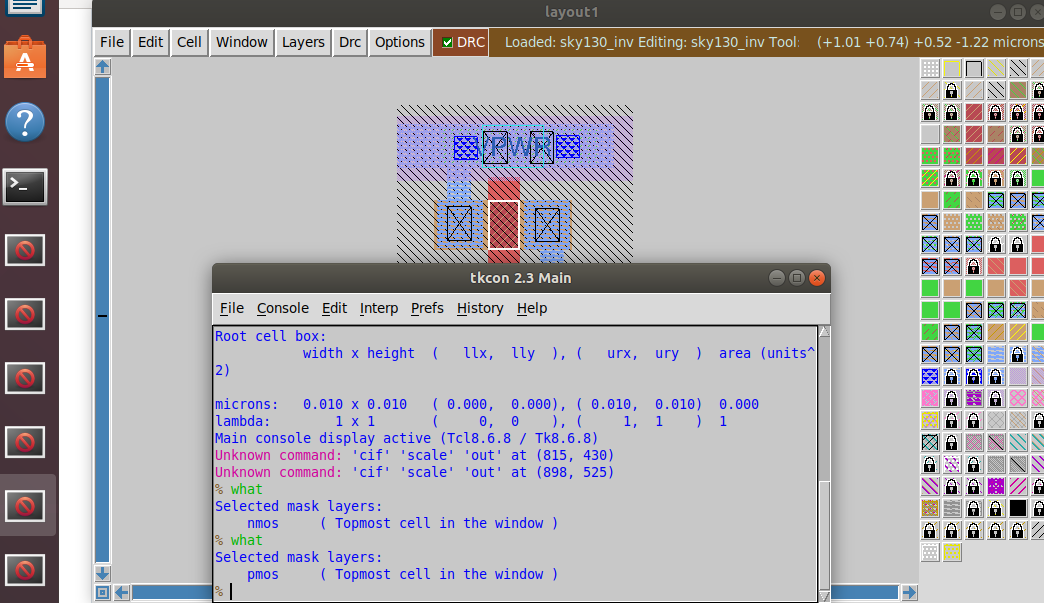 layout1
File Edit Cell Window Layers Drc Options DRC Loaded: sky130_inv Editing: sky130_inv Tool: (+1.01 +0.74) +0.52 -1.22 microns
VPWR
tkcon 2.3 Main
File Console Edit Interp Prefs History Help
Root cell box:
width x height ( llx, lly ), ( urx, ury ) area (units^
2)
microns: 0.010 x 0.010 ( 0.000, 0.000), ( 0.010, 0.010) 0.000
lambda: 1 x 1 ( 0, 0 ), ( 1, 1 ) 1
Main console display active (Tcl8.6.8 / Tk8.6.8)
Unknown command: 'cif' 'scale' 'out' at (815, 430)
Unknown command: 'cif' 'scale' 'out' at (898, 525)
% what
Selected mask layers:
nmos ( Topmost cell in the window )
% what
Selected mask layers:
pmos ( Topmost cell in the window )
%